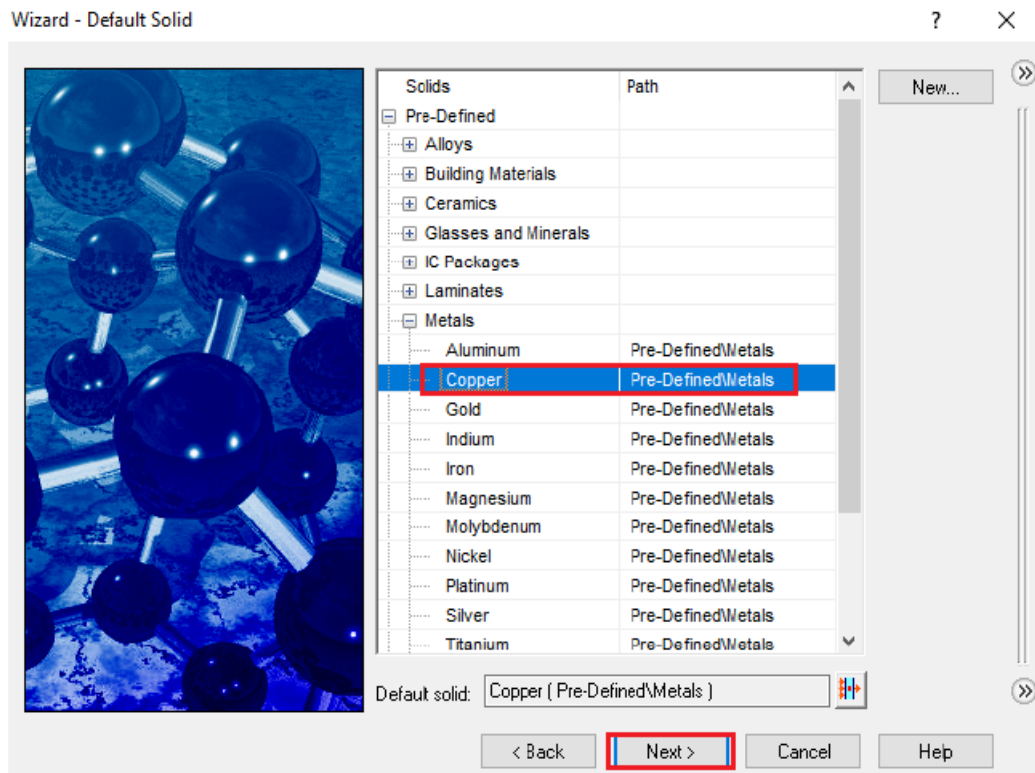 Wizard - Default Solid ?
Solids Path
New...
Pre-Defined
Alloys
Building Materials
Ceramics
Glasses and Minerals
IC Packages
Laminates
Metals
Aluminum Pre-Defined\Metals
Copper Pre-Defined\Metals
Gold Pre-Defined\Metals
Indium Pre-Defined\Metals
Iron Pre-Defined\Metals
Magnesium Pre-Defined\Metals
Molybdenum Pre-Defined\Metals
Nickel Pre-Defined\Metals
Platinum Pre-Defined\Metals
Silver Pre-Defined\Metals
Titanium Pre-Defined\Metals
Default solid: Copper ( Pre-Defined\Metals )
< Back Next > Cancel Help